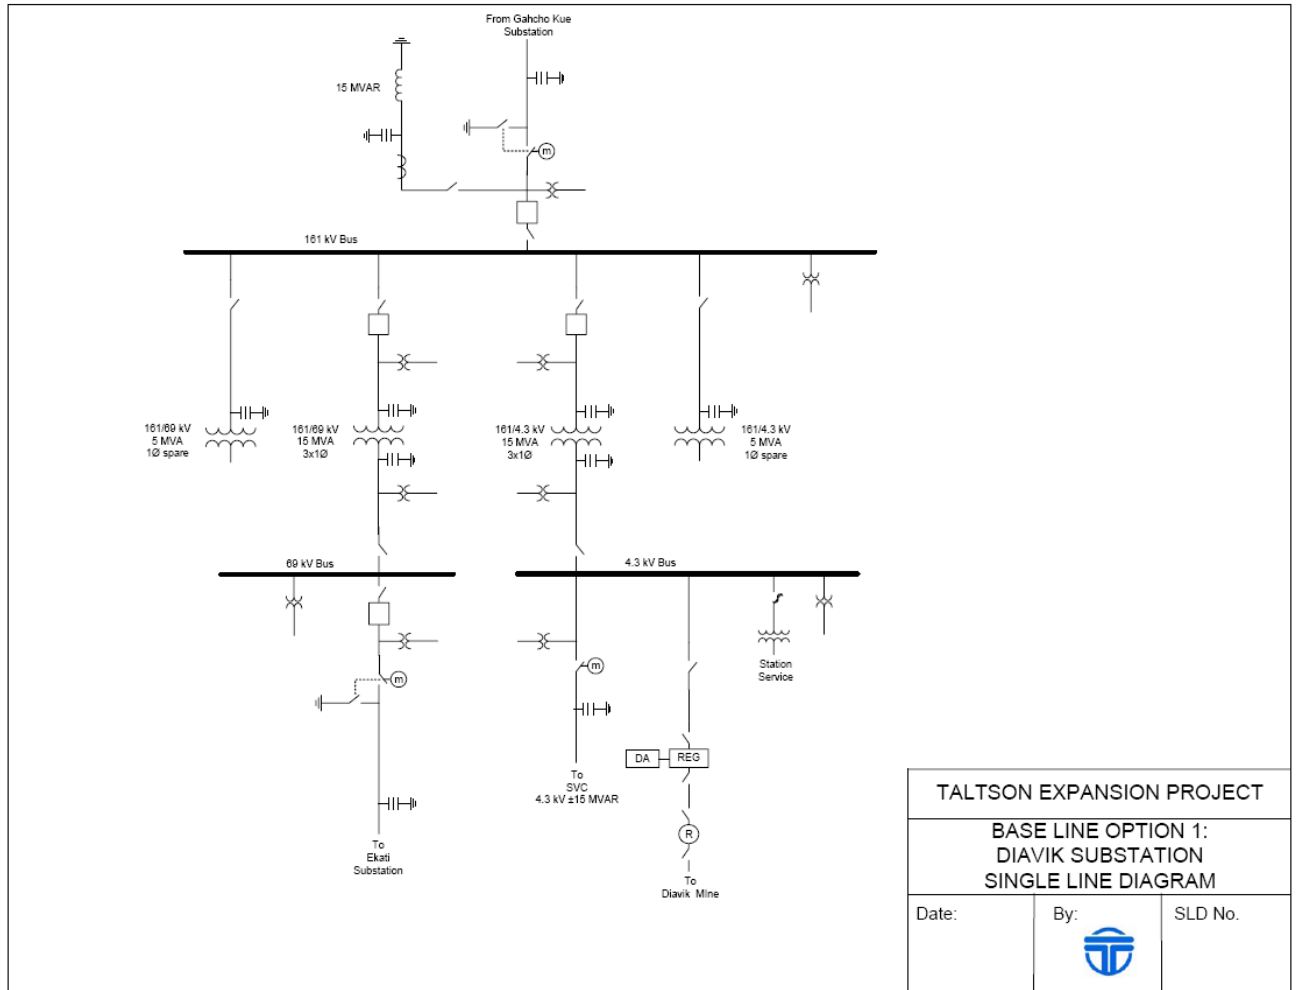 From Gahcho Kue
Substation
15 MVAR
m
161 kV Bus
161/69 kV
5 MVA
1Ø spare
161/69 kV
15 MVA
3x1Ø
161/4.3 kV
15 MVA
3x1Ø
161/4.3 kV
5 MVA
1Ø spare
69 kV Bus
4.3 kV Bus
m
m
Station
Service
DA
REG
To
SVC
4.3 kV ±15 MVAR
R
To
Ekati
Substation
To
Diavik Mine
TALTSON EXPANSION PROJECT
BASE LINE OPTION 1:
DIAVIK SUBSTATION
SINGLE LINE DIAGRAM
Date:
By:
SLD No.